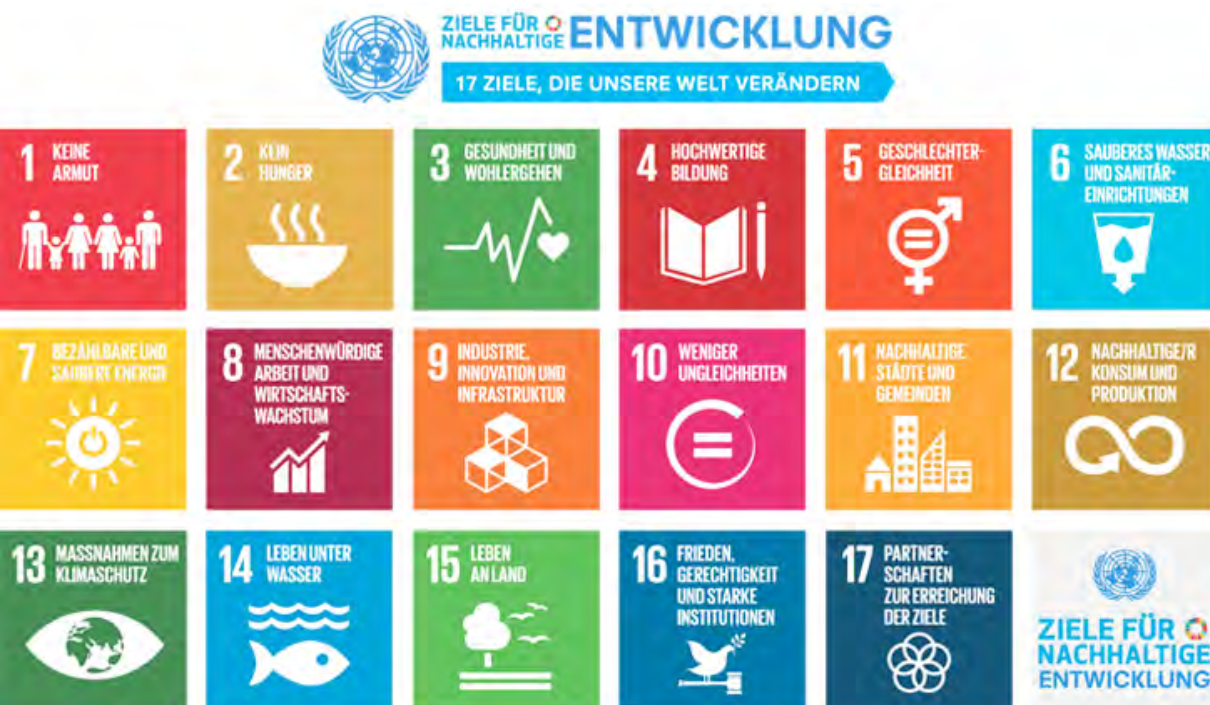 ZIELE FÜR
NACHHALTIGE ENTWICKLUNG
17 ZIELE, DIE UNSERE WELT VERÄNDERN
1 KEINE
ARMUT
2 KEIN
HUNGER
3 GESUNDHEIT UND
WOHLERGEHEN
4 HOCHWERTIGE
BILDUNG
5 GESCHLECHTER-
GLEICHHEIT
6 SAUBERES WASSER
UND SANITÄR-
EINRICHTUNGEN
7 BEZAHLBARE UND
SAUBERE ENERGIE
8 MENSCHENWÜRDIGE
ARBEIT UND
WIRTSCHAFTS-
WACHSTUM
9 INDUSTRIE,
INNOVATION UND
INFRASTRUKTUR
10 WENIGER
UNGLEICHHEITEN
11 NACHHALTIGE
STÄDTE UND
GEMEINDEN
12 NACHHALTIGE/R
KONSUM UND
PRODUKTION
13 MASSNAHMEN ZUM
KLIMASCHUTZ
14 LEBEN UNTER
WASSER
15 LEBEN
AN LAND
16 FRIEDEN,
GERECHTIGKEIT
UND STARKE
INSTITUTIONEN
17 PARTNER-
SCHAFTEN
ZUR ERREICHUNG
DER ZIELE
ZIELE FÜR
NACHHALTIGE
ENTWICKLUNG